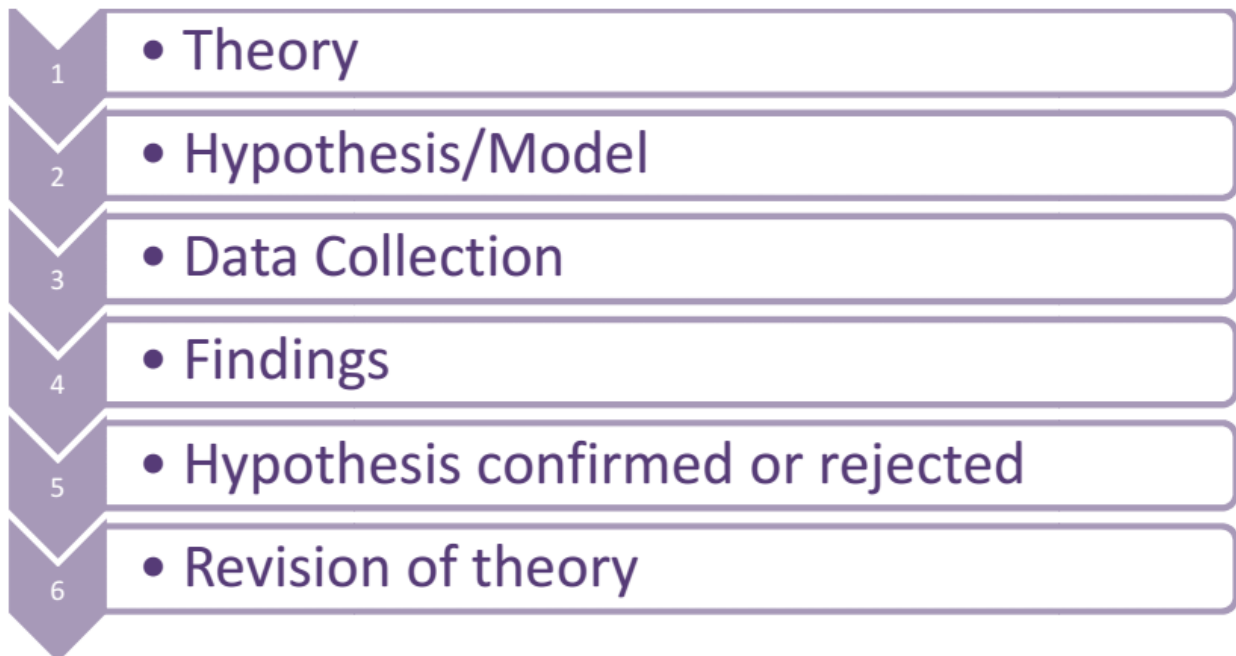 1 • Theory
2 • Hypothesis/Model
3 • Data Collection
4 • Findings
5 • Hypothesis confirmed or rejected
6 • Revision of theory